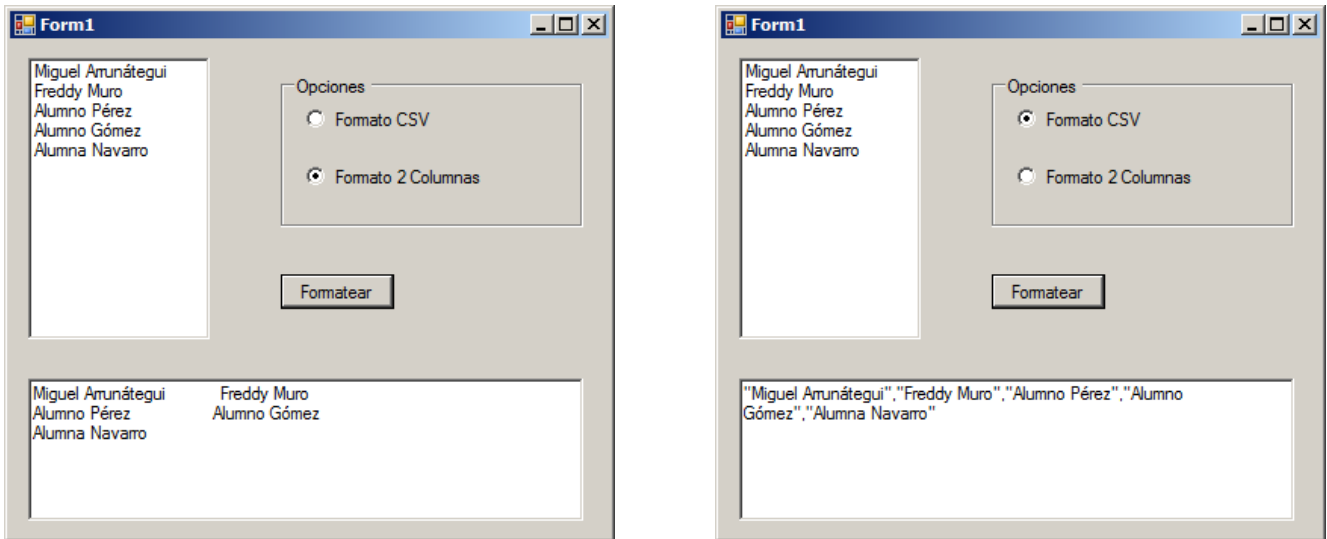 Form1
Miguel Arrunátegui
Freddy Muro
Alumno Pérez
Alumno Gómez
Alumna Navarro
Opciones
Formato CSV
Formato 2 Columnas
Formatear
Miguel Arrunátegui Freddy Muro
Alumno Pérez Alumno Gómez
Alumna Navarro
Form1
Miguel Arrunátegui
Freddy Muro
Alumno Pérez
Alumno Gómez
Alumna Navarro
Opciones
Formato CSV
Formato 2 Columnas
Formatear
"Miguel Arrunátegui","Freddy Muro","Alumno Pérez","Alumno
Gómez","Alumna Navarro"